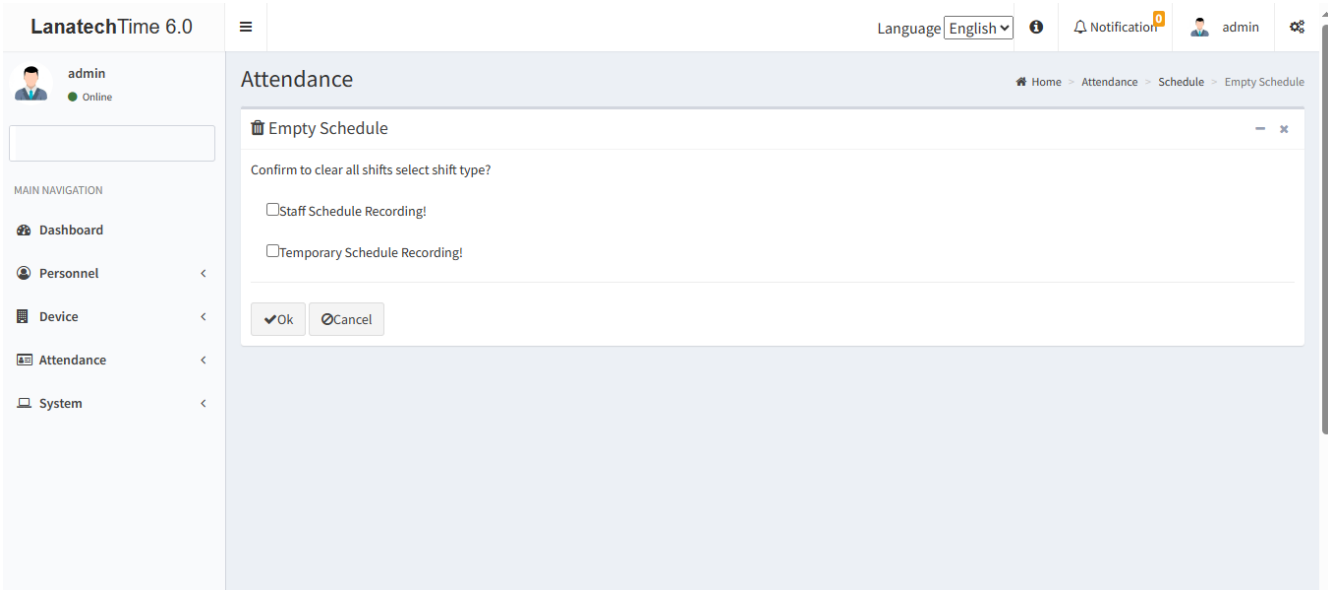 LanatechTime 6.0
Language English Notification 0 admin
admin
Online
MAIN NAVIGATION
Dashboard
Personnel
Device
Attendance
System
Attendance
Home > Attendance > Schedule > Empty Schedule
Empty Schedule
Confirm to clear all shifts select shift type?
Staff Schedule Recording!
Temporary Schedule Recording!
Ok Cancel